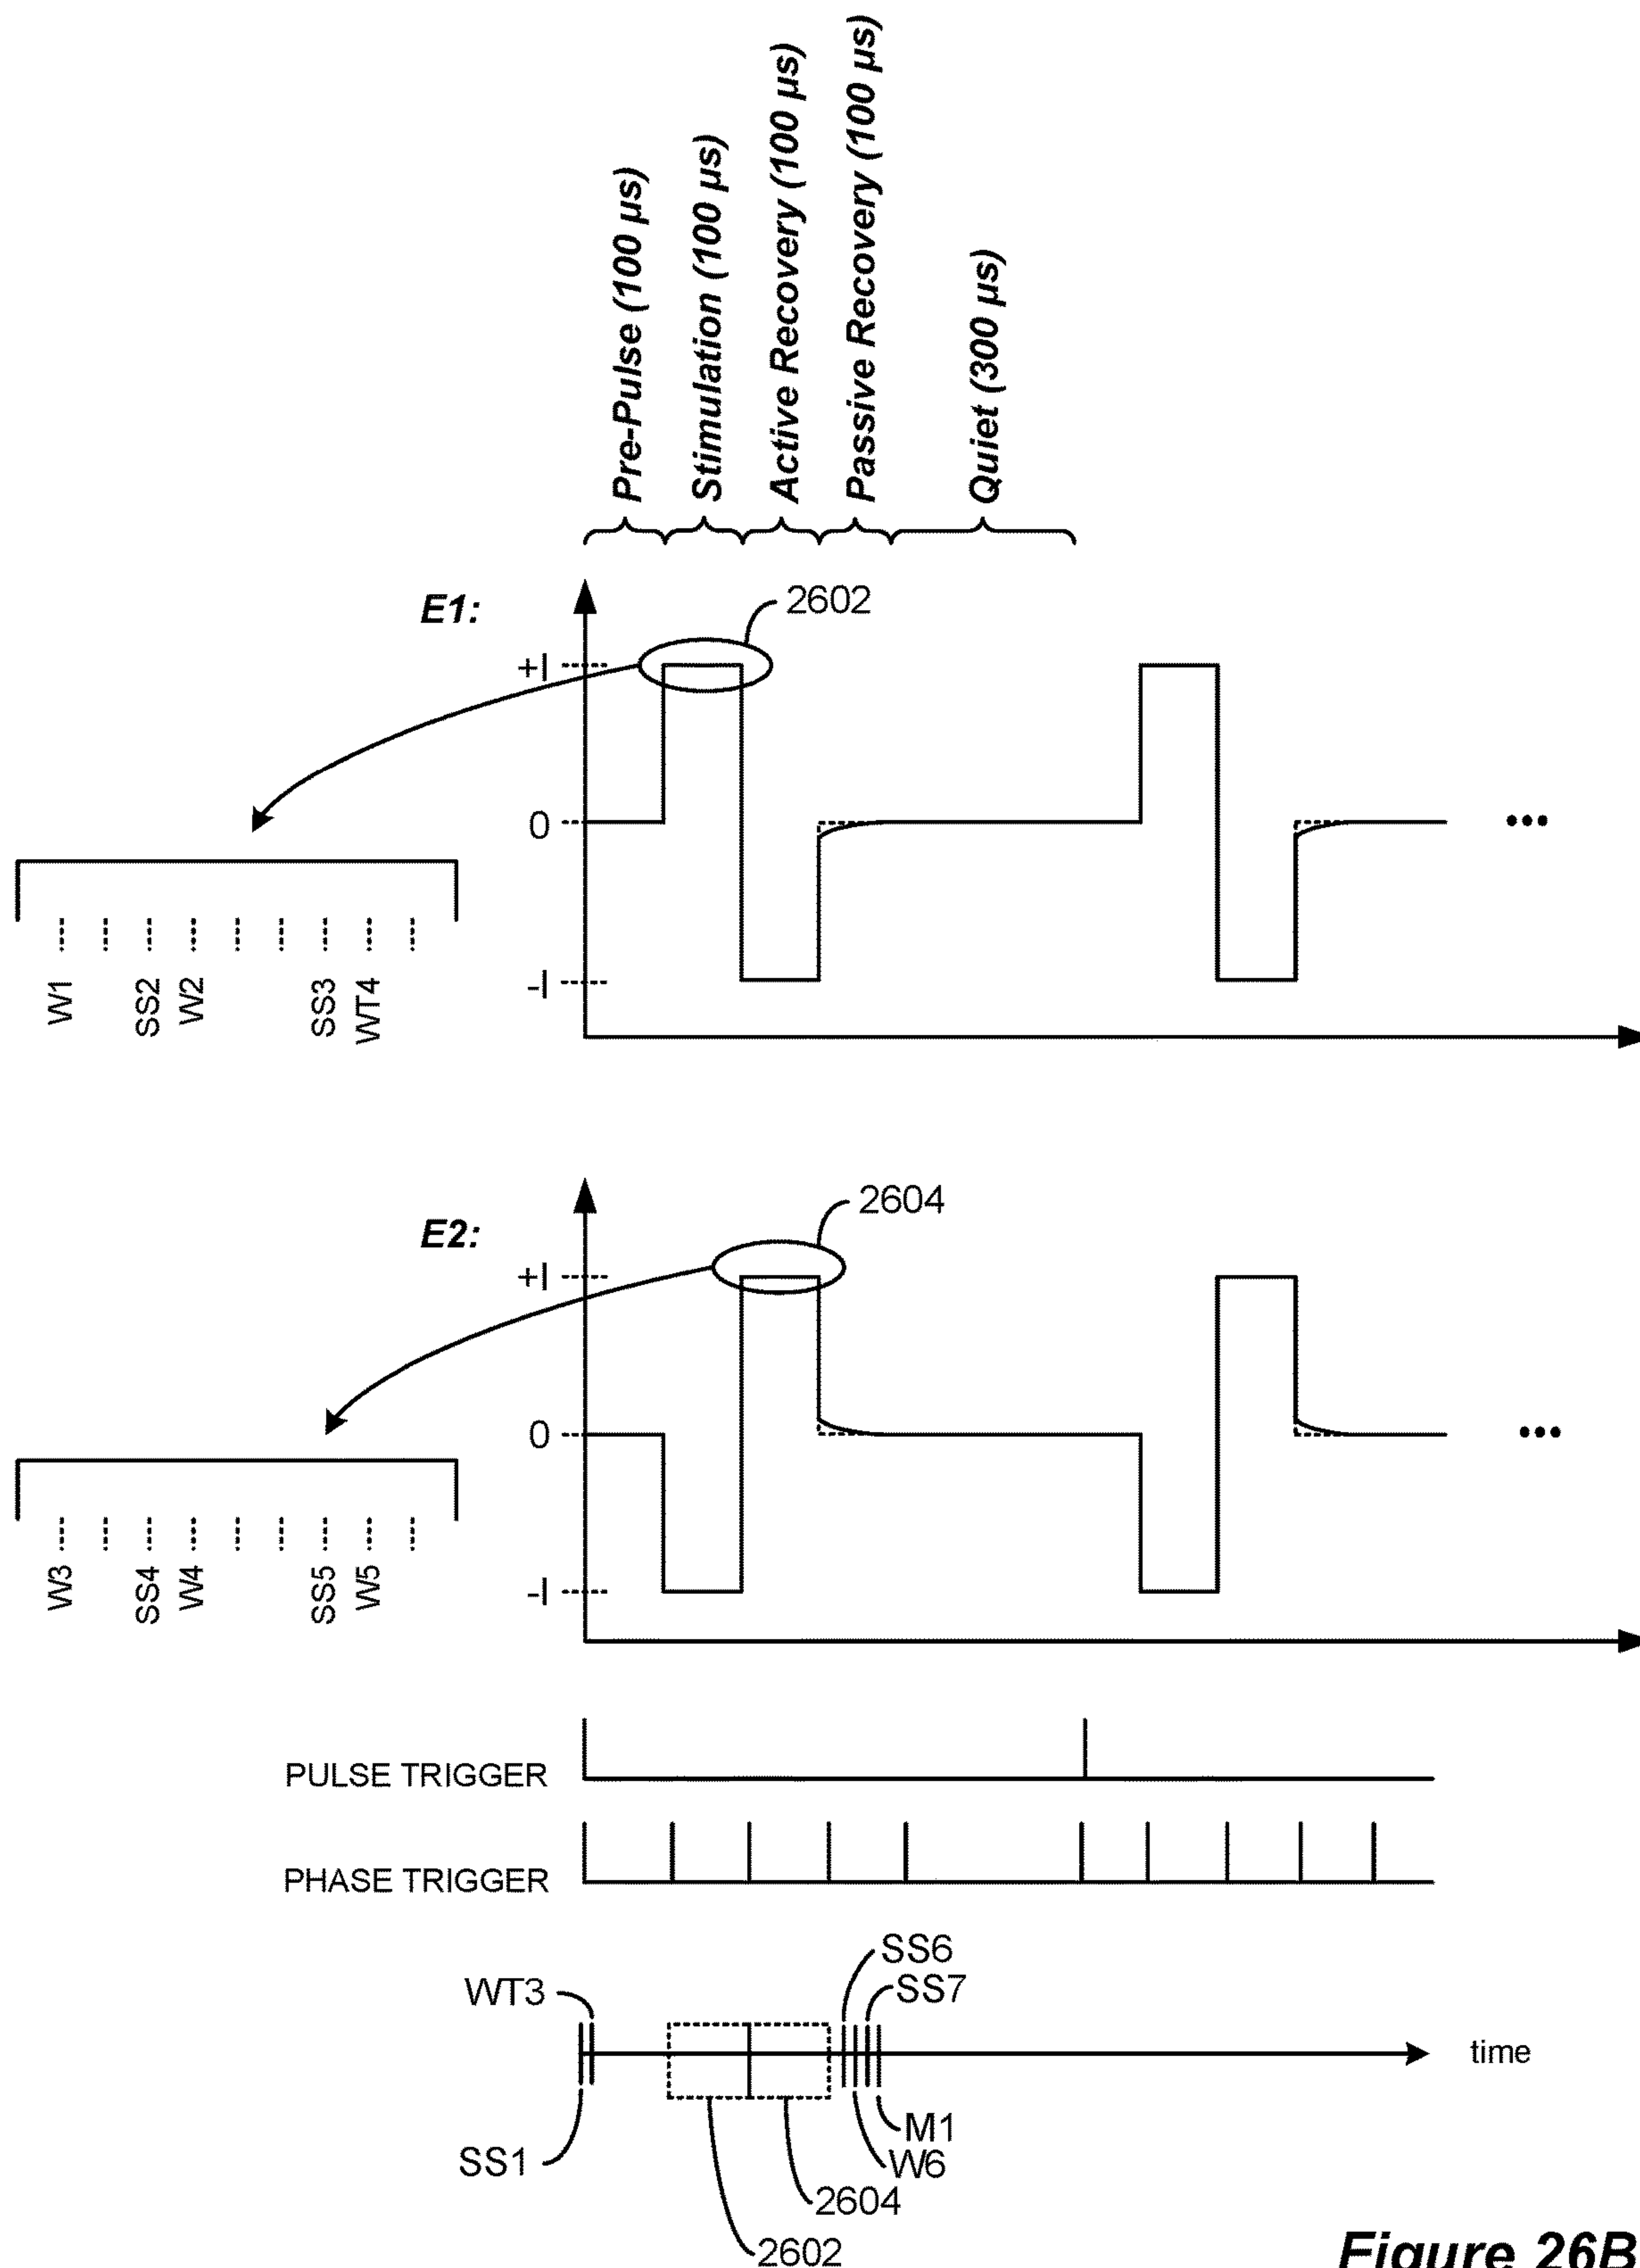 Pre-Pulse (100 µs)
Stimulation (100 µs)
Active Recovery (100 µs)
Passive Recovery (100 µs)
Quiet (300 µs)
E1:
2602
+I
0
-I
•••
W1
SS2
W2
SS3
WT4
E2:
2604
+I
0
-I
•••
W3
SS4
W4
SS5
W5
PULSE TRIGGER
PHASE TRIGGER
SS6
WT3
SS7
time
M1
SS1
W6
2604
2602
Figure 26B